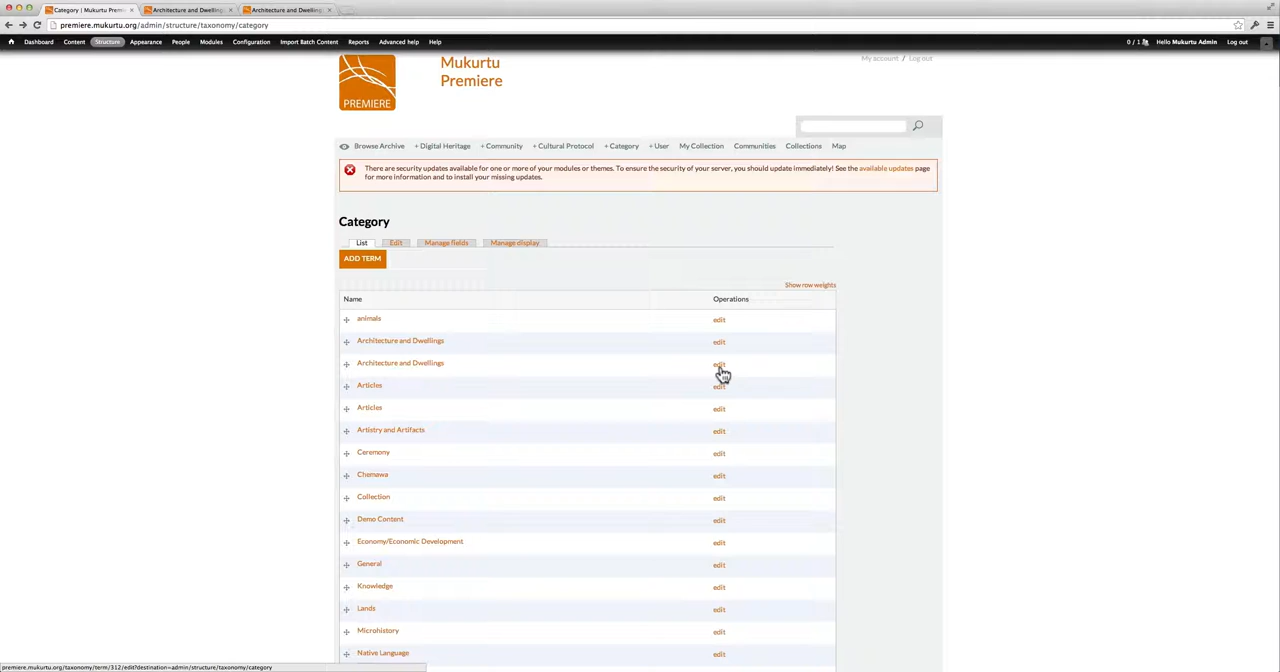 Category | Mukurtu Premie
Architecture and Dwelling
Architecture and Dwelling
premiere.mukurtu.org/admin/structure/taxonomy/category
Dashboard Content Structure Appearance People Modules Configuration Import Batch Content Reports Advanced help Help 0 / 1 Hello Mukurtu Admin Log out
My account / Log out
Mukurtu
Premiere
PREMIERE
Browse Archive + Digital Heritage + Community + Cultural Protocol + Category + User My Collection Communities Collections Map
There are security updates available for one or more of your modules or themes. To ensure the security of your server, you should update immediately! See the available updates page
for more information and to install your missing updates.
Category
List Edit Manage fields Manage display
ADD TERM
Show row weights
Name Operations
animals edit
Architecture and Dwellings edit
Architecture and Dwellings edit
Articles edit
Articles edit
Artistry and Artifacts edit
Ceremony edit
Chemawa edit
Collection edit
Demo Content edit
Economy/Economic Development edit
General edit
Knowledge edit
Lands edit
Microhistory edit
Native Language edit
premiere.mukurtu.org/taxonomy/term/312/edit?destination=admin/structure/taxonomy/category